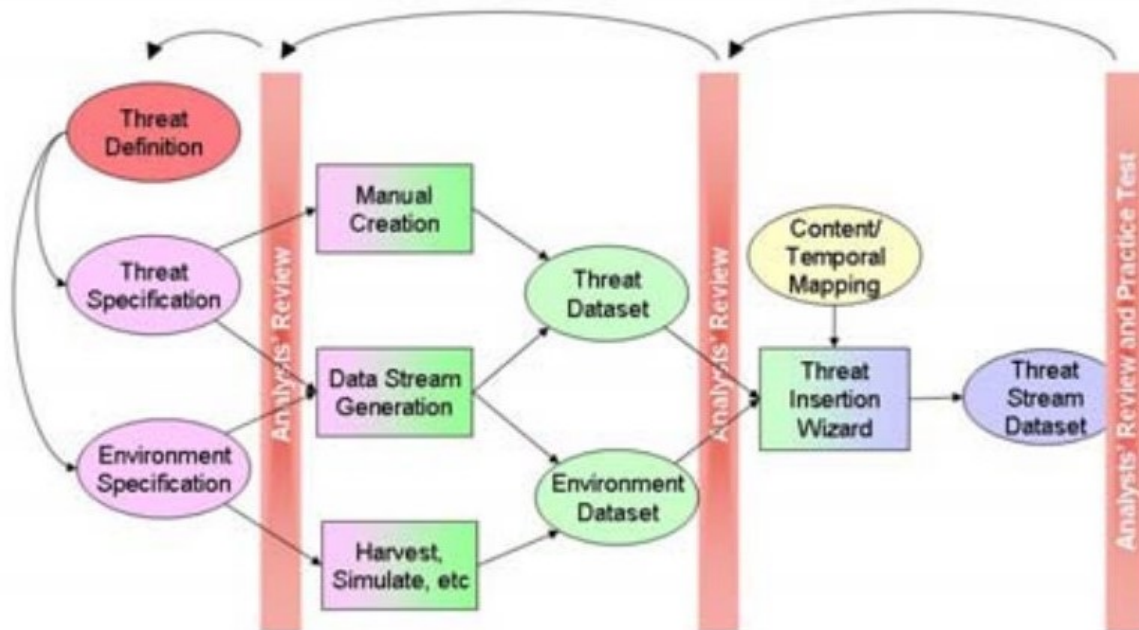 Threat
Definition
Threat
Specification
Environment
Specification
Analysts' Review
Manual
Creation
Data Stream
Generation
Harvest,
Simulate, etc
Threat
Dataset
Environment
Dataset
Analysts' Review
Content/
Temporal
Mapping
Threat
Insertion
Wizard
Threat
Stream
Dataset
Analysts' Review and Practice Test